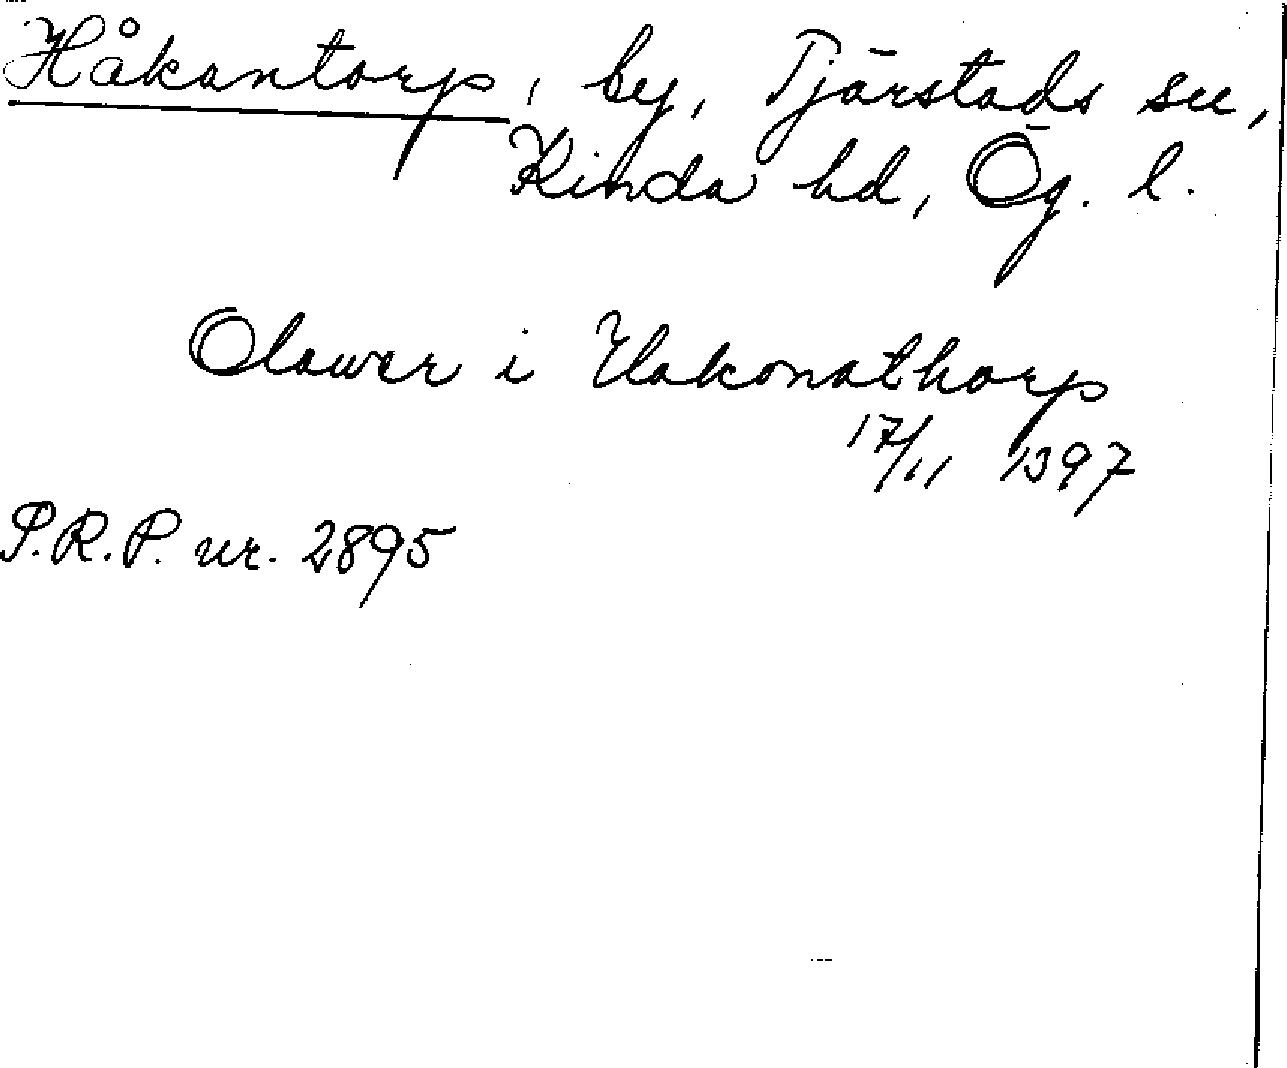 Håkantorp, by, Tjärstads sn,
Kinda hd, Ög. l.
Olawer i Hakonathorp
17/11 1397
S.R.P. nr. 2895